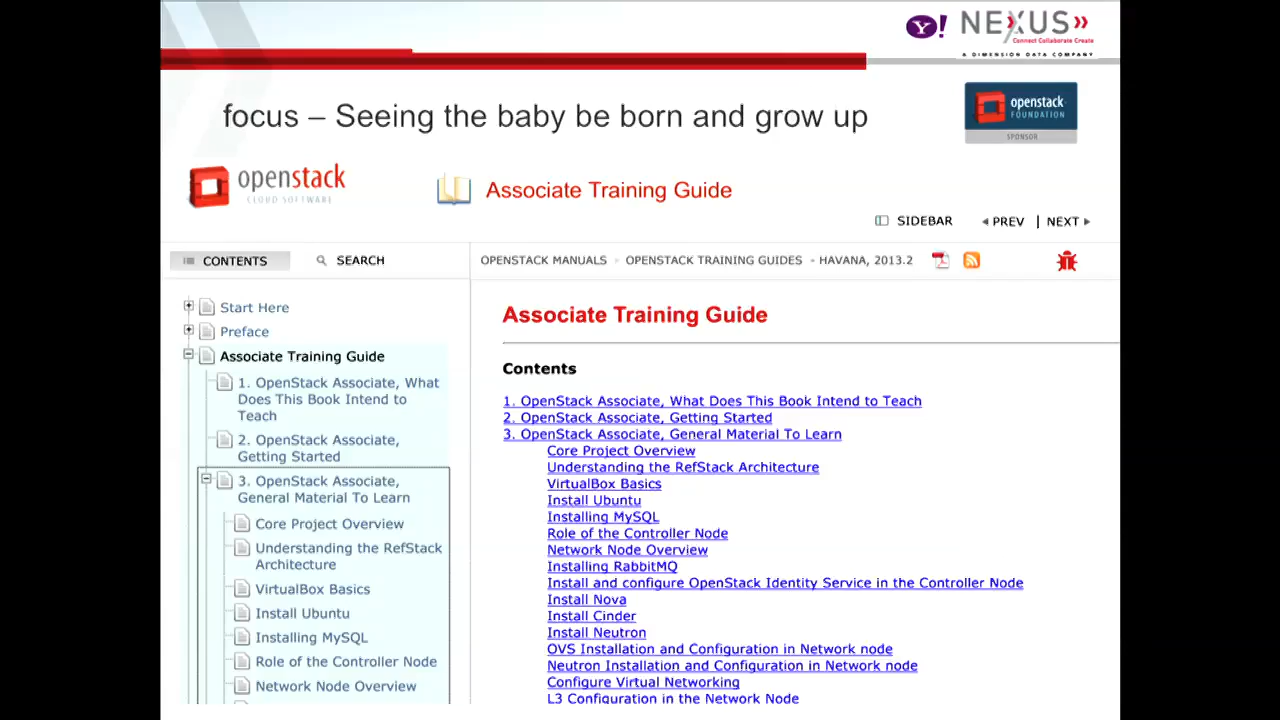 Y! NEXUS
Connect Collaborate Create
A DIMENSION DATA COMPANY
focus – Seeing the baby be born and grow up
openstack
FOUNDATION
SPONSOR
openstack
CLOUD SOFTWARE
Associate Training Guide
SIDEBAR PREV | NEXT
CONTENTS SEARCH
OPENSTACK MANUALS OPENSTACK TRAINING GUIDES - HAVANA, 2013.2
Start Here
Preface
Associate Training Guide
1. OpenStack Associate, What
Does This Book Intend to
Teach
2. OpenStack Associate,
Getting Started
3. OpenStack Associate,
General Material To Learn
Core Project Overview
Understanding the RefStack
Architecture
VirtualBox Basics
Install Ubuntu
Installing MySQL
Role of the Controller Node
Network Node Overview
Associate Training Guide
Contents
1. OpenStack Associate, What Does This Book Intend to Teach
2. OpenStack Associate, Getting Started
3. OpenStack Associate, General Material To Learn
Core Project Overview
Understanding the RefStack Architecture
VirtualBox Basics
Install Ubuntu
Installing MySQL
Role of the Controller Node
Network Node Overview
Installing RabbitMQ
Install and configure OpenStack Identity Service in the Controller Node
Install Nova
Install Cinder
Install Neutron
OVS Installation and Configuration in Network node
Neutron Installation and Configuration in Network node
Configure Virtual Networking
L3 Configuration in the Network Node